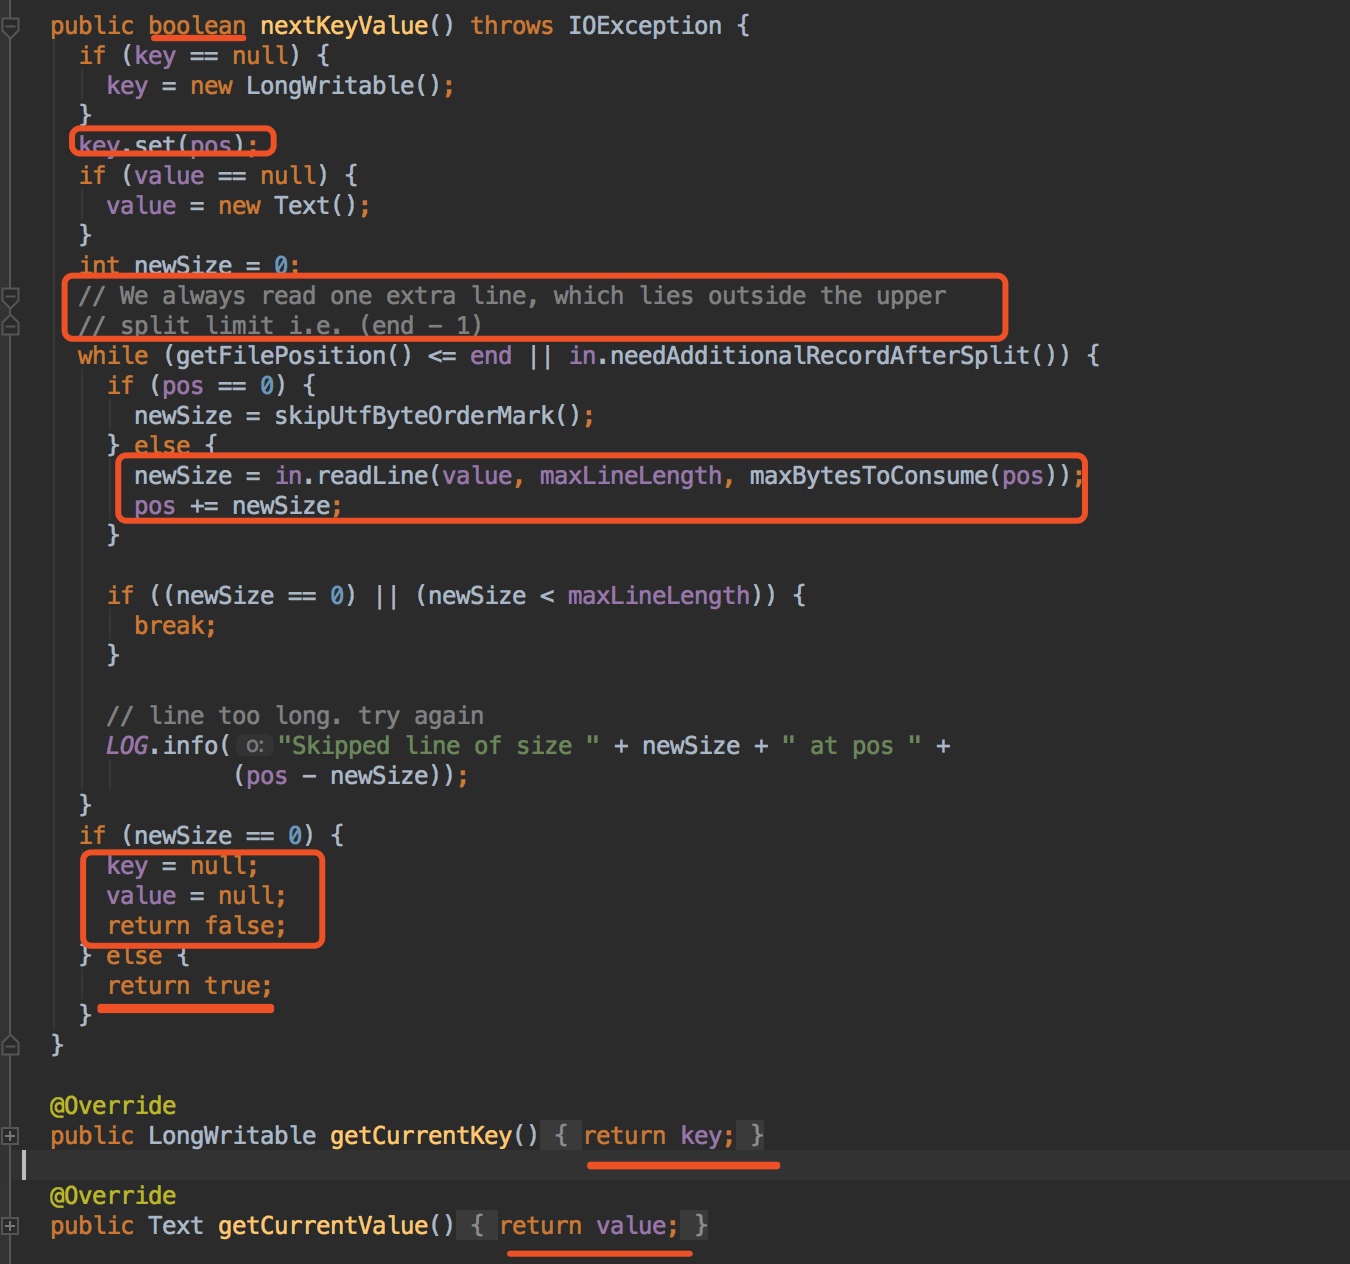 public boolean nextKeyValue() throws IOException {
if (key == null) {
key = new LongWritable();
}
key.set(pos);
if (value == null) {
value = new Text();
}
int newSize = 0;
// We always read one extra line, which lies outside the upper
// split limit i.e. (end - 1)
while (getFilePosition() <= end || in.needAdditionalRecordAfterSplit()) {
if (pos == 0) {
newSize = skipUtfByteOrderMark();
} else {
newSize = in.readLine(value, maxLineLength, maxBytesToConsume(pos));
pos += newSize;
}
if ((newSize == 0) || (newSize < maxLineLength)) {
break;
}
// line too long. try again
LOG.info( o: "Skipped line of size " + newSize + " at pos " +
(pos - newSize));
}
if (newSize == 0) {
key = null;
value = null;
return false;
} else {
return true;
}
}
@Override
public LongWritable getCurrentKey() { return key; }
@Override
public Text getCurrentValue() { return value; }